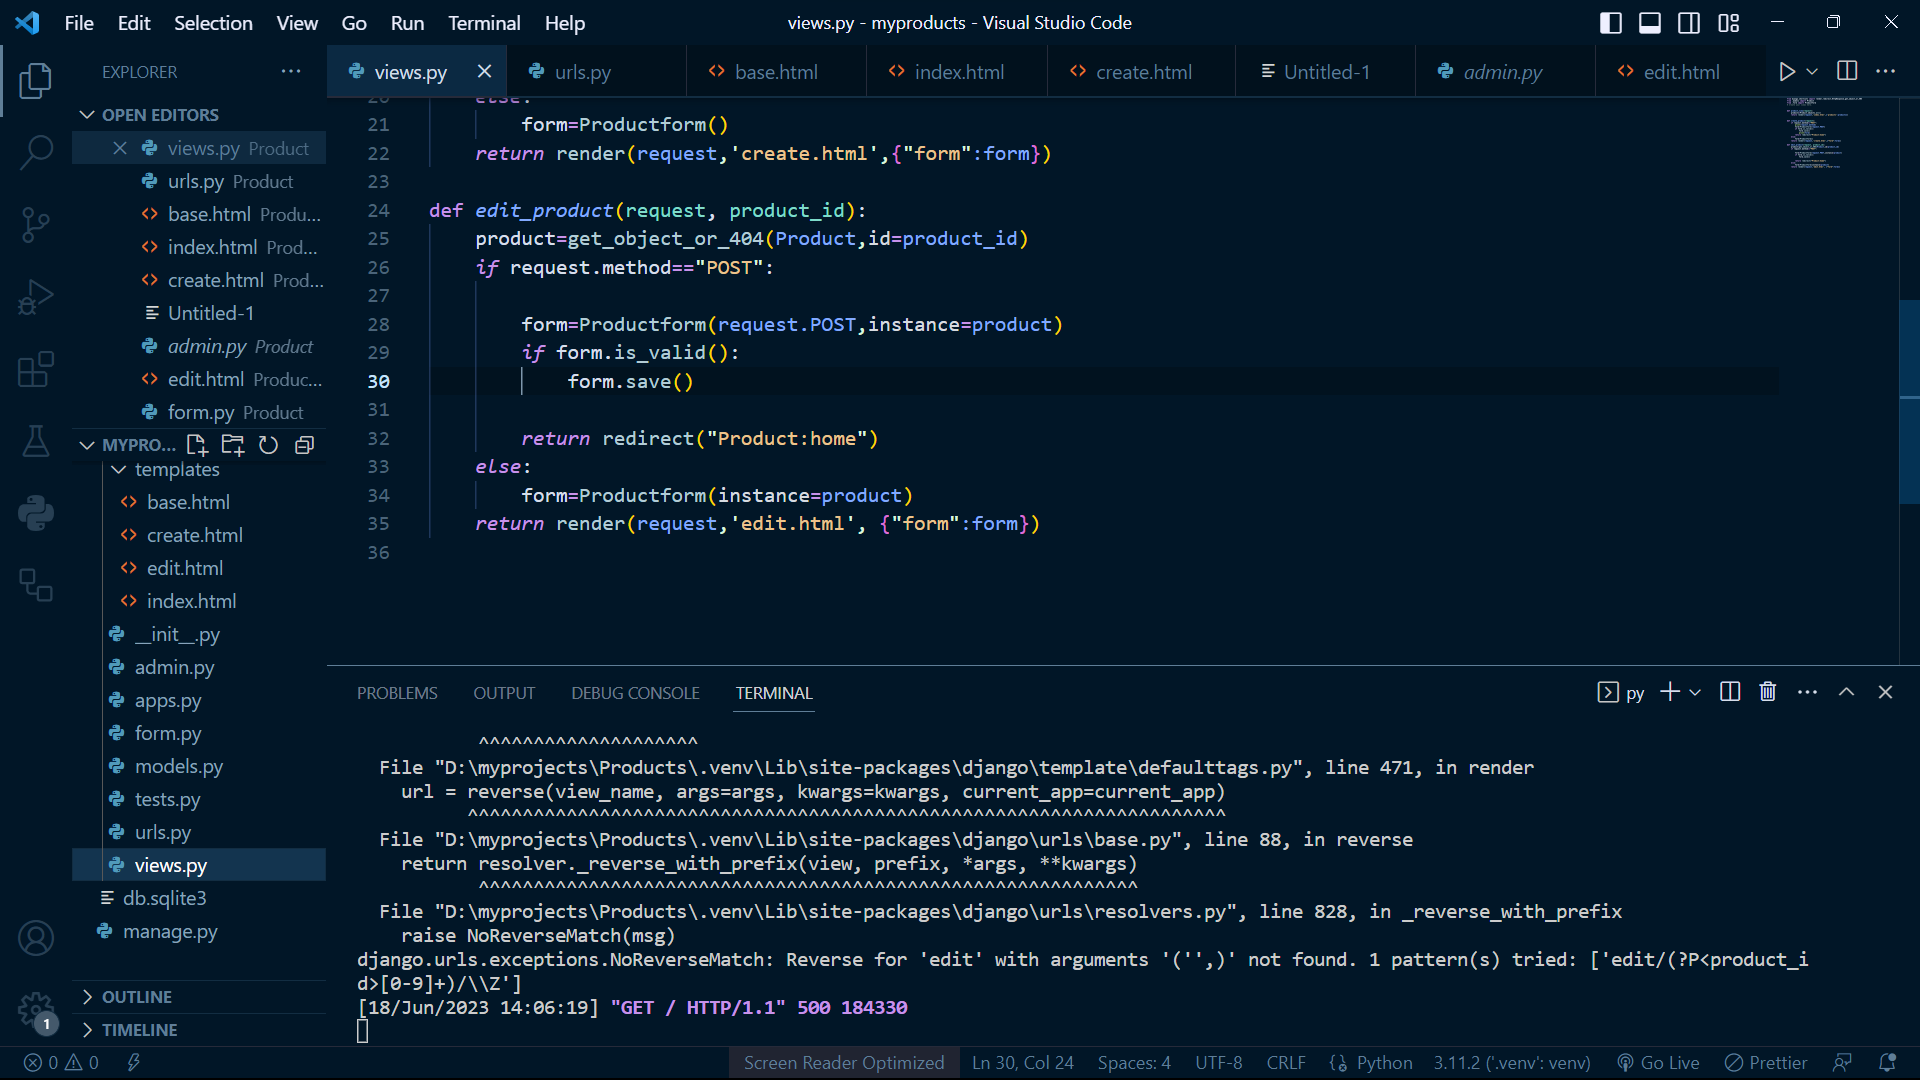 File Edit Selection View Go Run Terminal Help
views.py - myproducts - Visual Studio Code
EXPLORER
views.py
urls.py
base.html
index.html
create.html
Untitled-1
admin.py
edit.html
OPEN EDITORS
views.py Product
urls.py Product
base.html Produ...
index.html Prod...
create.html Prod...
Untitled-1
admin.py Product
edit.html Produc...
form.py Product
MYPRO...
templates
base.html
create.html
edit.html
index.html
__init__.py
admin.py
apps.py
form.py
models.py
tests.py
urls.py
views.py
db.sqlite3
manage.py
OUTLINE
TIMELINE
1
20 else:
21 form=Productform()
22 return render(request,'create.html',{"form":form})
23
24 def edit_product(request, product_id):
25 product=get_object_or_404(Product,id=product_id)
26 if request.method=="POST":
27
28 form=Productform(request.POST,instance=product)
29 if form.is_valid():
30 form.save()
31
32 return redirect("Product:home")
33 else:
34 form=Productform(instance=product)
35 return render(request,'edit.html', {"form":form})
36
PROBLEMS OUTPUT DEBUG CONSOLE TERMINAL
py
^^^^^^^^^^^^^^^^^^^^
File "D:\myprojects\Products\.venv\Lib\site-packages\django\template\defaulttags.py", line 471, in render
url = reverse(view_name, args=args, kwargs=kwargs, current_app=current_app)
^^^^^^^^^^^^^^^^^^^^^^^^^^^^^^^^^^^^^^^^^^^^^^^^^^^^^^^^^^^^^^^^^^^^^
File "D:\myprojects\Products\.venv\Lib\site-packages\django\urls\base.py", line 88, in reverse
return resolver._reverse_with_prefix(view, prefix, *args, **kwargs)
^^^^^^^^^^^^^^^^^^^^^^^^^^^^^^^^^^^^^^^^^^^^^^^^^^^^^^^^^^^^
File "D:\myprojects\Products\.venv\Lib\site-packages\django\urls\resolvers.py", line 828, in _reverse_with_prefix
raise NoReverseMatch(msg)
django.urls.exceptions.NoReverseMatch: Reverse for 'edit' with arguments '('',)' not found. 1 pattern(s) tried: ['edit/(?P<product_i
d>[0-9]+)/\\Z']
[18/Jun/2023 14:06:19] "GET / HTTP/1.1" 500 184330
0 0 Screen Reader Optimized Ln 30, Col 24 Spaces: 4 UTF-8 CRLF Python 3.11.2 ('.venv': venv) Go Live Prettier